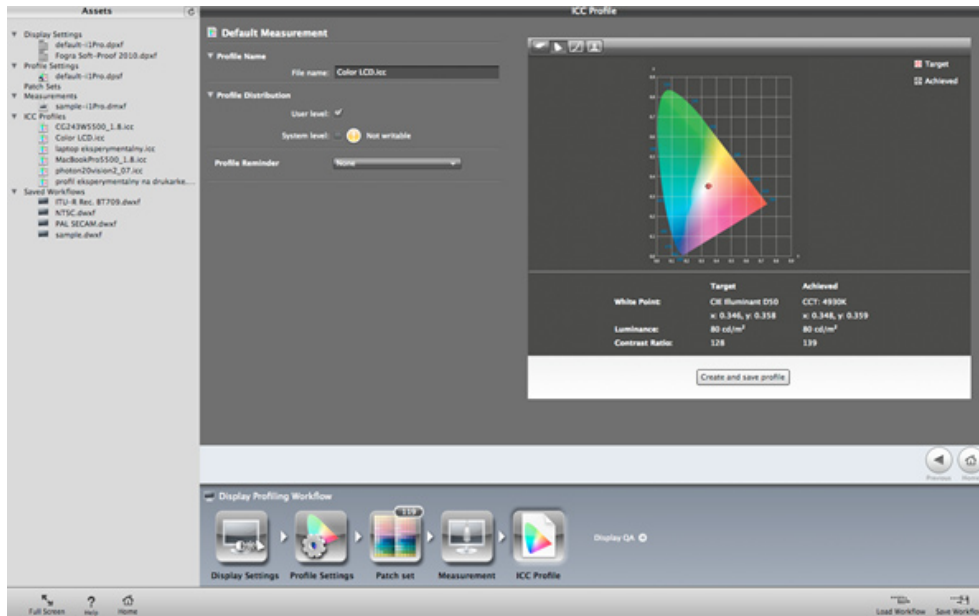 Assets
ICC Profile
Display Settings
default-i1Pro.dpxf
Fogra Soft-Proof 2010.dpxf
Profile Settings
default-i1Pro.dpsf
Patch Sets
Measurements
sample-i1Pro.dmxf
ICC Profiles
CG243W5500_1.8.icc
Color LCD.icc
laptop eksperymentalny.icc
MacBookPro5500_1.8.icc
photon20vision2_07.icc
profil eksperymentalny na drukarke....
Saved Workflows
ITU-R Rec. BT709.dwxf
NTSC.dwxf
PAL SECAM.dwxf
sample.dwxf
Default Measurement
Profile Name
File name: Color LCD.icc
Profile Distribution
User level:
System level: Not writable
Profile Reminder None
Target
Achieved
Target Achieved
White Point: CIE Illuminant D50 CCT: 4930K
x: 0.346, y: 0.358 x: 0.348, y: 0.359
Luminance: 80 cd/m² 80 cd/m²
Contrast Ratio: 128 139
Create and save profile
Previous Home
Display Profiling Workflow
119
Display QA
Display Settings Profile Settings Patch set Measurement ICC Profile
Full Screen Help Home Load Workflow Save Workflo